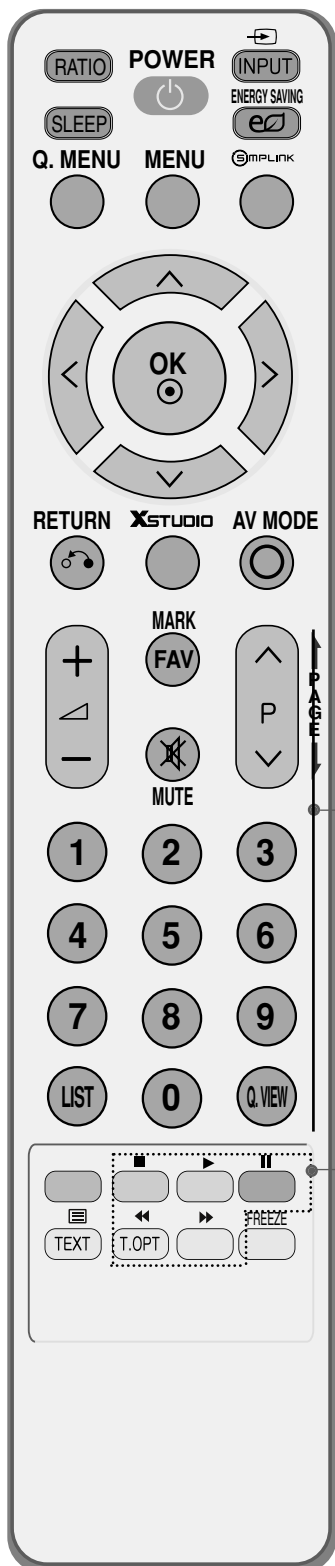 RATIO POWER INPUT
ENERGY SAVING
SLEEP
Q. MENU MENU SIMPLINK
OK
RETURN XSTUDIO AV MODE
MARK
FAV
P
PAGE
MUTE
1 2 3
4 5 6
7 8 9
LIST 0 Q. VIEW
FREEZE
TEXT T.OPT